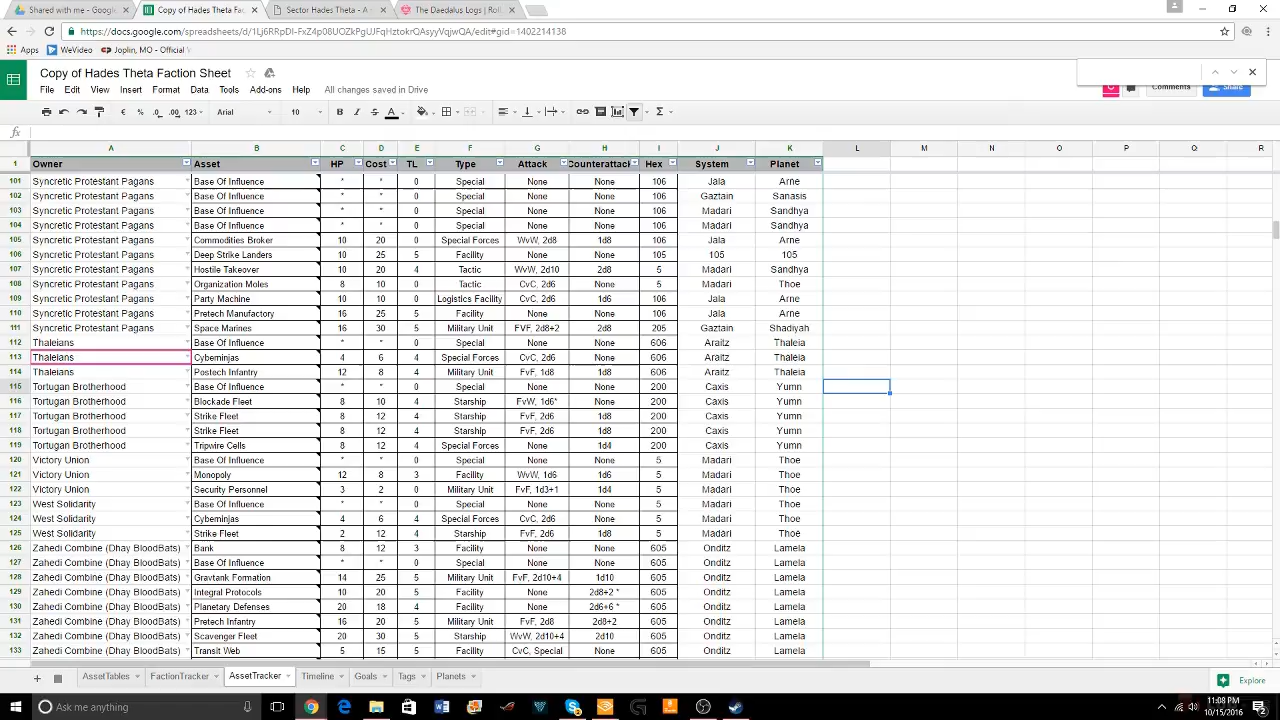 Shared with me - Google
Copy of Hades Theta Fac
Sector Hades Theta - A
The Daedalus Logs | Roll
https://docs.google.com/spreadsheets/d/1Lj6RRpDI-FxZ4p08UOZkPgUJFqHztokrQAsyyVqjwQA/edit#gid=1402214138
Apps WeVideo Joplin, MO - Official
Copy of Hades Theta Faction Sheet
File Edit View Insert Format Data Tools Add-ons Help All changes saved in Drive
Comments Share
€ % .0 .00 123 Arial 10 B I S A
fx
A B C D E F G H I J K L M N O P Q R
1 Owner Asset HP Cost TL Type Attack Counterattack Hex System Planet
101 Syncretic Protestant Pagans Base Of Influence * * 0 Special None None 106 Jala Arne
102 Syncretic Protestant Pagans Base Of Influence * * 0 Special None None 106 Gaztain Sanasis
103 Syncretic Protestant Pagans Base Of Influence * * 0 Special None None 106 Madari Sandhya
104 Syncretic Protestant Pagans Base Of Influence * * 0 Special None None 106 Madari Sandhya
105 Syncretic Protestant Pagans Commodities Broker 10 20 0 Special Forces WvW, 2d8 1d8 106 Jala Arne
106 Syncretic Protestant Pagans Deep Strike Landers 10 25 5 Facility None None 105 105 105
107 Syncretic Protestant Pagans Hostile Takeover 10 20 4 Tactic WvW, 2d10 2d8 5 Madari Sandhya
108 Syncretic Protestant Pagans Organization Moles 8 10 0 Tactic CvC, 2d6 None 5 Madari Thoe
109 Syncretic Protestant Pagans Party Machine 10 10 0 Logistics Facility CvC, 2d6 1d6 106 Jala Arne
110 Syncretic Protestant Pagans Pretech Manufactory 16 25 5 Facility None None 106 Jala Arne
111 Syncretic Protestant Pagans Space Marines 16 30 5 Military Unit FVF, 2d8+2 2d8 205 Gaztain Shadiyah
112 Thaleians Base Of Influence * * 0 Special None None 606 Araitz Thaleia
113 Thaleians Cyberninjas 4 6 4 Special Forces CvC, 2d6 None 606 Araitz Thaleia
114 Thaleians Postech Infantry 12 8 4 Military Unit FvF, 1d8 1d8 606 Araitz Thaleia
115 Tortugan Brotherhood Base Of Influence * * 0 Special None None 200 Caxis Yumn
116 Tortugan Brotherhood Blockade Fleet 8 10 4 Starship FvW, 1d6* None 200 Caxis Yumn
117 Tortugan Brotherhood Strike Fleet 8 12 4 Starship FvF, 2d6 1d8 200 Caxis Yumn
118 Tortugan Brotherhood Strike Fleet 8 12 4 Starship FvF, 2d6 1d8 200 Caxis Yumn
119 Tortugan Brotherhood Tripwire Cells 8 12 4 Special Forces None 1d4 200 Caxis Yumn
120 Victory Union Base Of Influence * * 0 Special None None 5 Madari Thoe
121 Victory Union Monopoly 12 8 3 Facility WvW, 1d6 1d6 5 Madari Thoe
122 Victory Union Security Personnel 3 2 0 Military Unit FvF, 1d3+1 1d4 5 Madari Thoe
123 West Solidarity Base Of Influence * * 0 Special None None 5 Madari Thoe
124 West Solidarity Cyberninjas 4 6 4 Special Forces CvC, 2d6 None 5 Madari Thoe
125 West Solidarity Strike Fleet 2 12 4 Starship FvF, 2d6 1d8 5 Madari Thoe
126 Zahedi Combine (Dhay BloodBats) Bank 8 12 3 Facility None None 605 Onditz Lamela
127 Zahedi Combine (Dhay BloodBats) Base Of Influence * * 0 Special None None 605 Onditz Lamela
128 Zahedi Combine (Dhay BloodBats) Gravtank Formation 14 25 5 Military Unit FvF, 2d10+4 1d10 605 Onditz Lamela
129 Zahedi Combine (Dhay BloodBats) Integral Protocols 10 20 5 Facility None 2d8+2 * 605 Onditz Lamela
130 Zahedi Combine (Dhay BloodBats) Planetary Defenses 20 18 4 Facility None 2d6+6 * 605 Onditz Lamela
131 Zahedi Combine (Dhay BloodBats) Pretech Infantry 16 20 5 Military Unit FvF, 2d8 2d8+2 605 Onditz Lamela
132 Zahedi Combine (Dhay BloodBats) Scavenger Fleet 20 30 5 Starship WvW, 2d10+4 2d10 605 Onditz Lamela
133 Zahedi Combine (Dhay BloodBats) Transit Web 5 15 5 Facility CvC, Special None 605 Onditz Lamela
AssetTables FactionTracker AssetTracker Timeline Goals Tags Planets Explore
Ask me anything
11:08 PM
10/15/2016